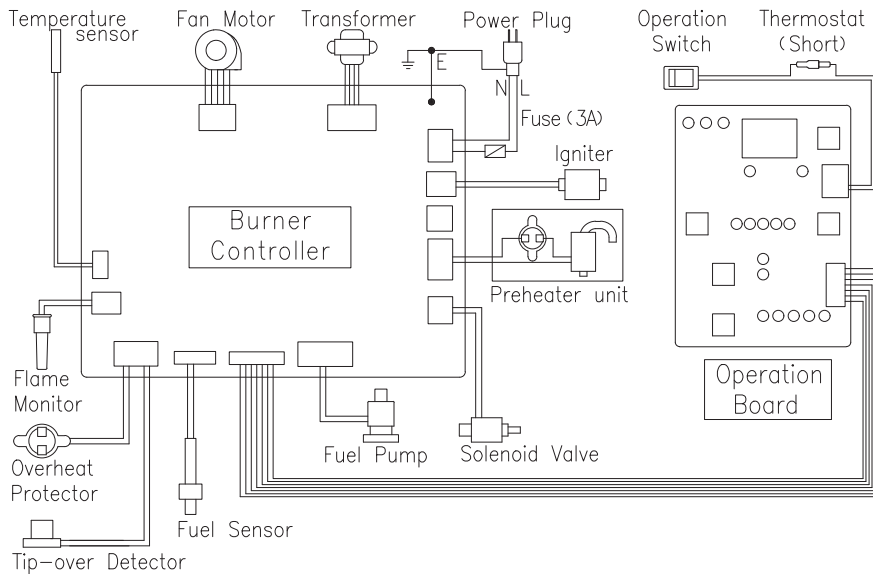 Temperature
sensor
Fan Motor
Transformer
Power Plug
Operation
Switch
Thermostat
(Short)
E
N L
Fuse (3A)
Igniter
Burner
Controller
Preheater unit
Flame
Monitor
Operation
Board
Overheat
Protector
Fuel Pump
Solenoid Valve
Fuel Sensor
Tip-over Detector